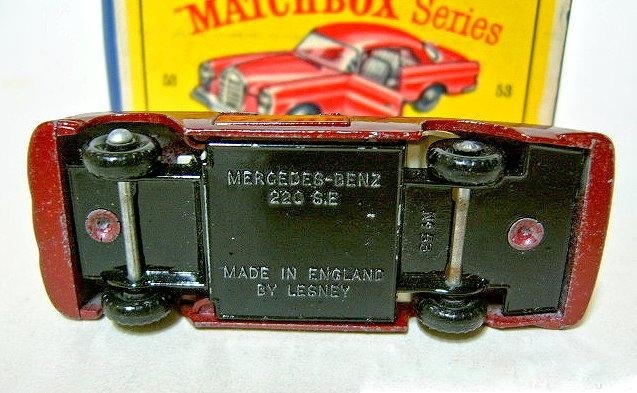 MATCHBOX Series
53 53
MERCEDES-BENZ
220 S.E
No 53
MADE IN ENGLAND
BY LESNEY